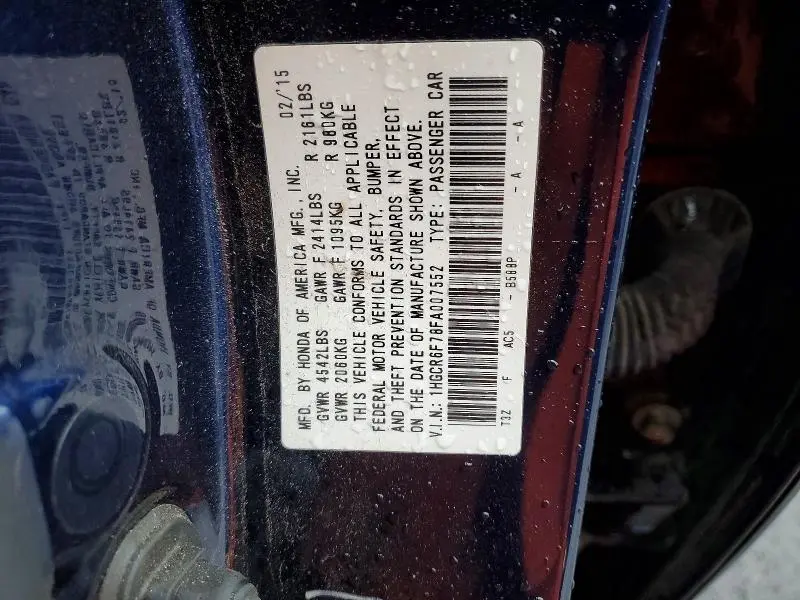 MFD. BY HONDA OF AMERICA MFG., INC. 02/'15
GVWR 4542LBS GAWR F 2414LBS R 2161LBS
GVWR 2060KG GAWR F 1095KG R 980KG
THIS VEHICLE CONFORMS TO ALL APPLICABLE
FEDERAL MOTOR VEHICLE SAFETY, BUMPER,
AND THEFT PREVENTION STANDARDS IN EFFECT
ON THE DATE OF MANUFACTURE SHOWN ABOVE.
V.I.N.: 1HGCR6F78FA007552 TYPE: PASSENGER CAR
T3Z F AC5 - B588P - A - A